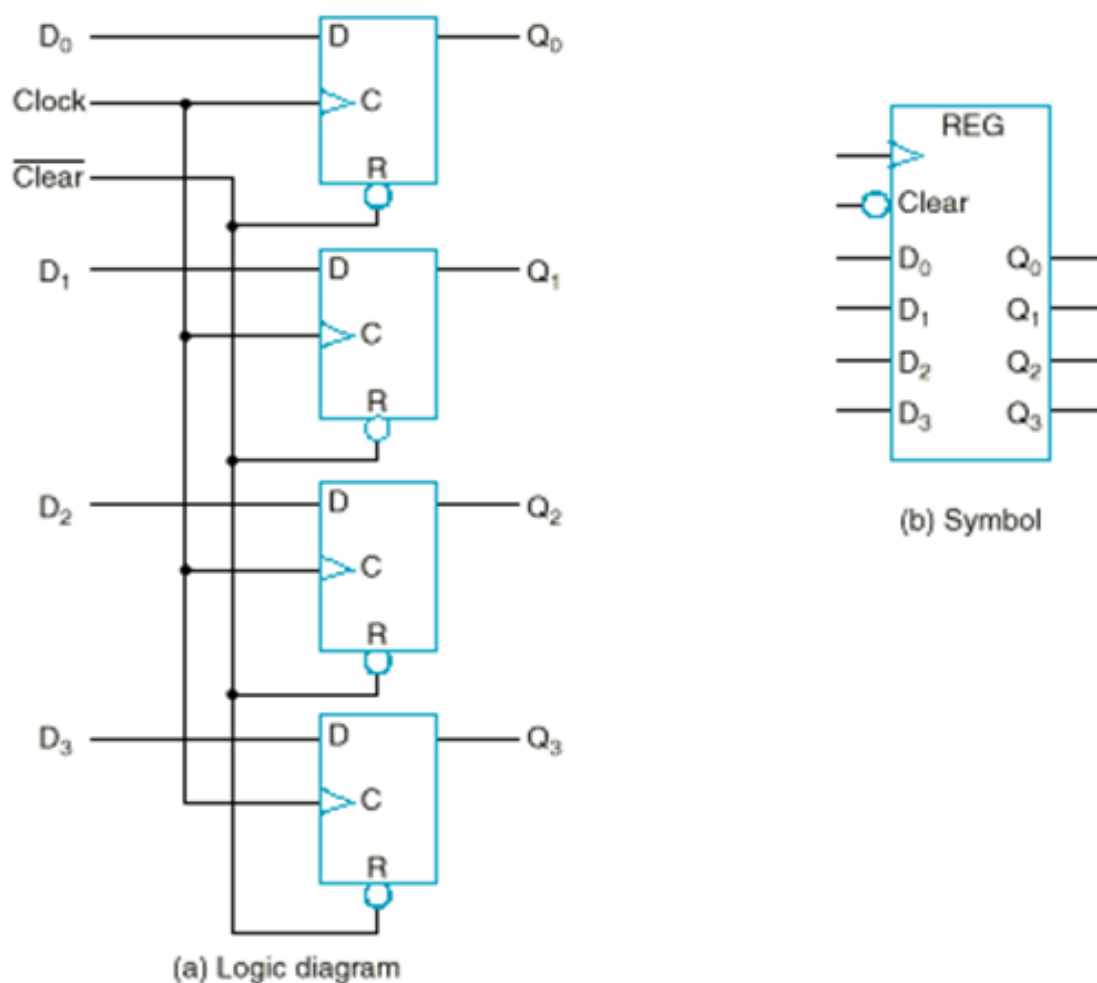 D₀ D Q₀
Clock C
C̅l̅e̅a̅r̅
R
D₁ D Q₁
C
R
D₂ D Q₂
C
R
D₃ D Q₃
C
R
(a) Logic diagram
REG
Clear
D₀ Q₀
D₁ Q₁
D₂ Q₂
D₃ Q₃
(b) Symbol